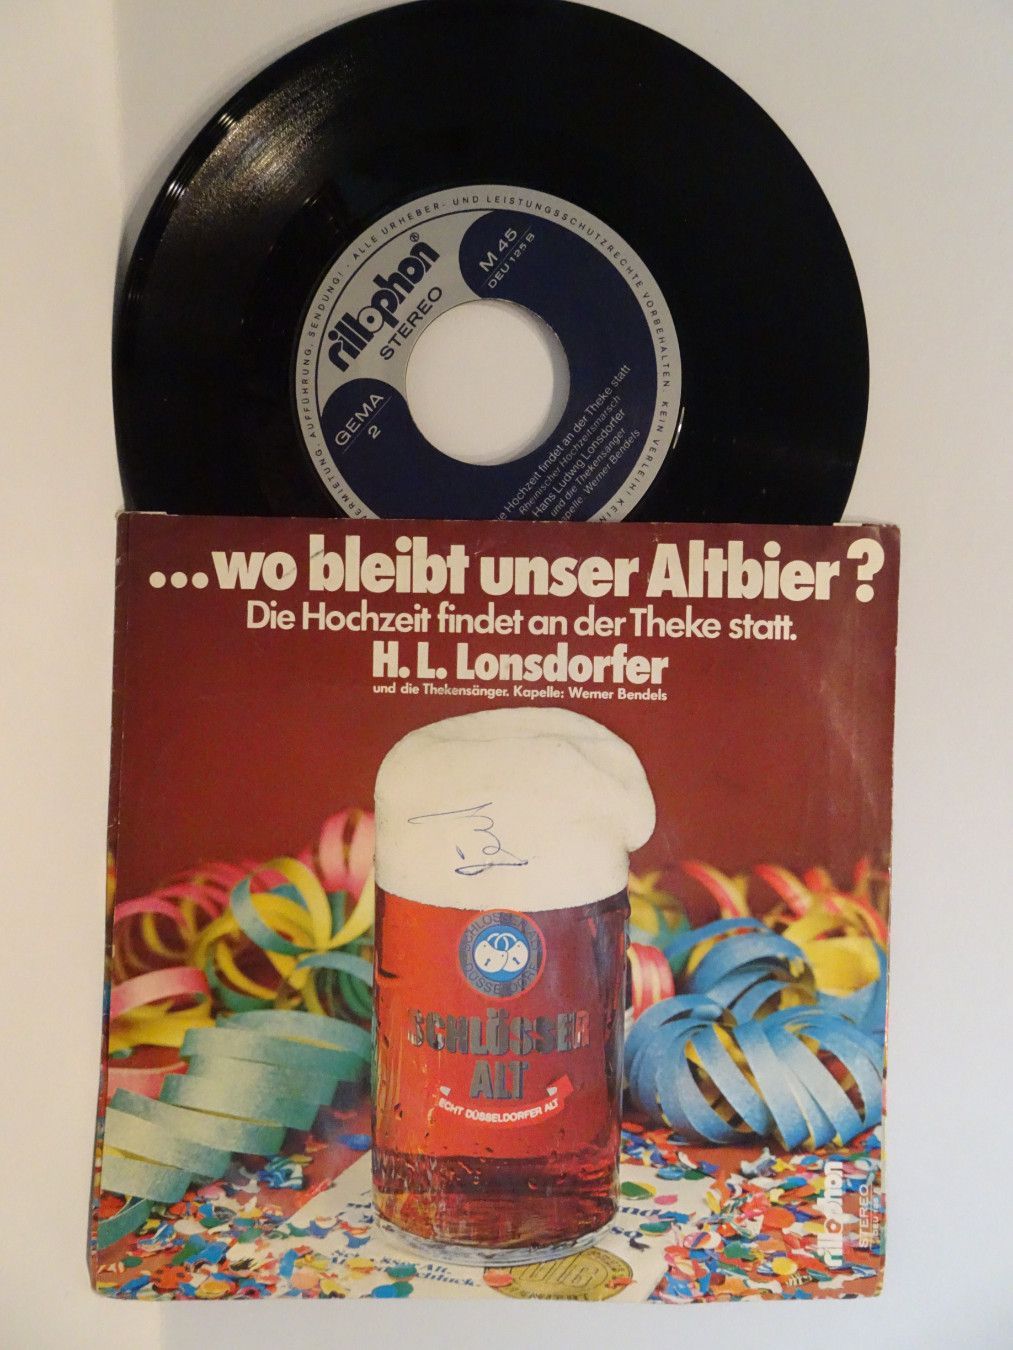 ALLE URHEBER- UND LEISTUNGSSCHUTZRECHTE VORBEHALTEN. KEIN VERLEIH! KEINE
VERMIETUNG, AUFFÜHRUNG, SENDUNG!
rillophon®
STEREO
M 45
DEU 125 B
GEMA
2
Hochzeit findet an der Theke statt
Rheinischer Hochzeitsmarsch
Hans Ludwig Lonsdorfer
und die Thekensänger
Kapelle: Werner Bendels
...wo bleibt unser Altbier?
Die Hochzeit findet an der Theke statt.
H. L. Lonsdorfer
und die Thekensänger. Kapelle: Werner Bendels
SCHLÖSSER ALT
DÜSSELDORF
SCHLÖSSER
ALT
ECHT DÜSSELDORFER ALT
rillophon
STEREO